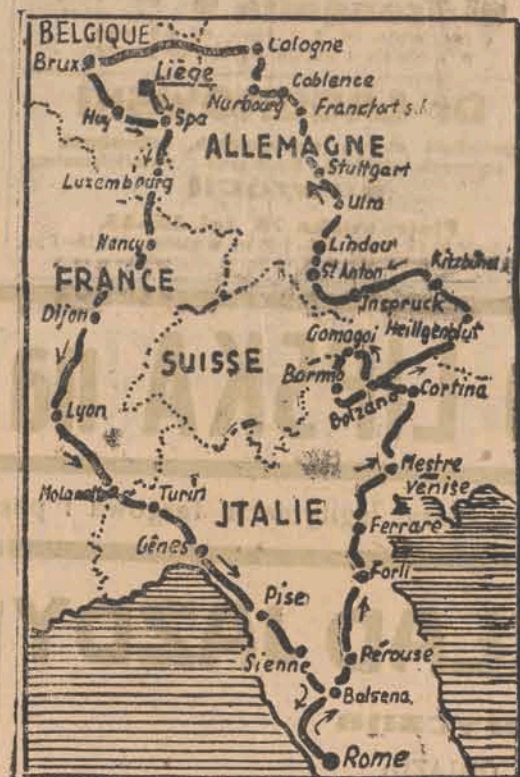 BELGIQUE
Cologne
Brux
Liège
Coblence
Nurbourg
Francfort s.
Huy
Spa
ALLEMAGNE
Stuttgart
Luxembourg
Ulm
Nancy
Lindau
St Anton
Kitzbühel
FRANCE
Inspruck
Dijon
Heiligenblut
Gomagoi
SUISSE
Bormio
Cortina
Bolzano
Lyon
Mestre
Venise
Turin
ITALIE
Ferrare
Gênes
Forli
Pise
Sienne
Pérouse
Bolsena
Rome